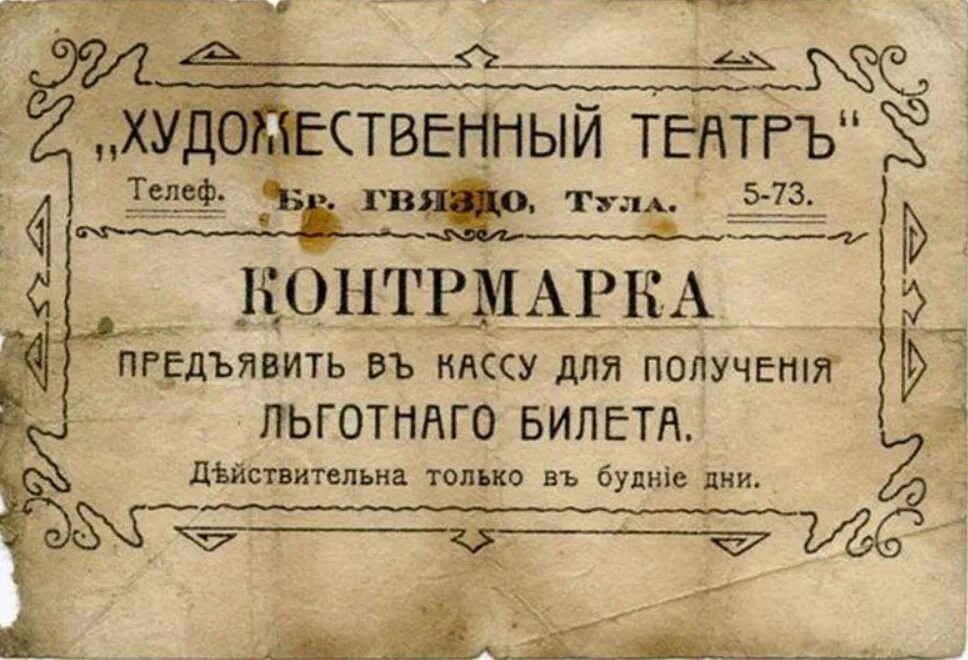 „ХУДОЖЕСТВЕННЫЙ ТЕАТРЪ“
Телеф. Бр. ГВЯЗДО, Тула. 5-73.
КОНТРМАРКА
ПРЕДЪЯВИТЬ ВЪ КАССУ ДЛЯ ПОЛУЧЕНІЯ
ЛЬГОТНАГО БИЛЕТА.
Дѣйствительна только въ будніе дни.